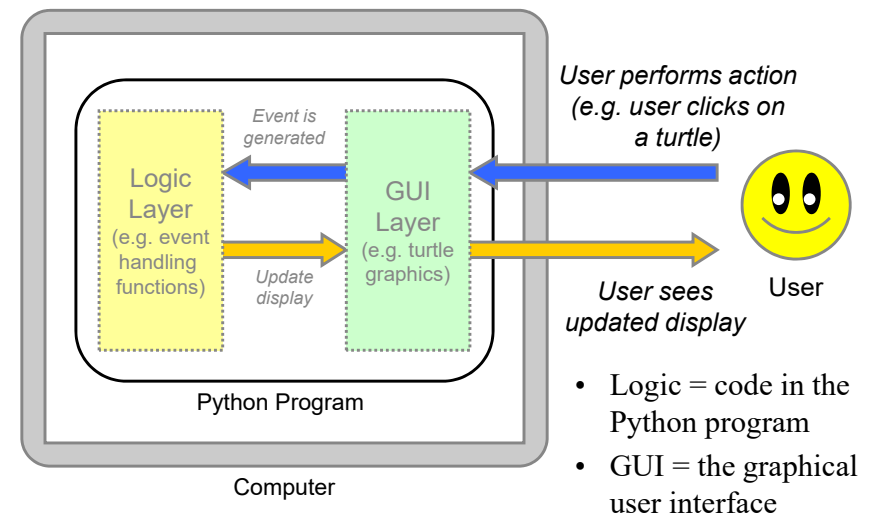 User performs action
(e.g. user clicks on
a turtle)
Event is
generated
Logic
Layer
(e.g. event
handling
functions)
GUI
Layer
(e.g. turtle
graphics)
Update
display
User sees
updated display
User
Python Program
Computer
• Logic = code in the
Python program
• GUI = the graphical
user interface